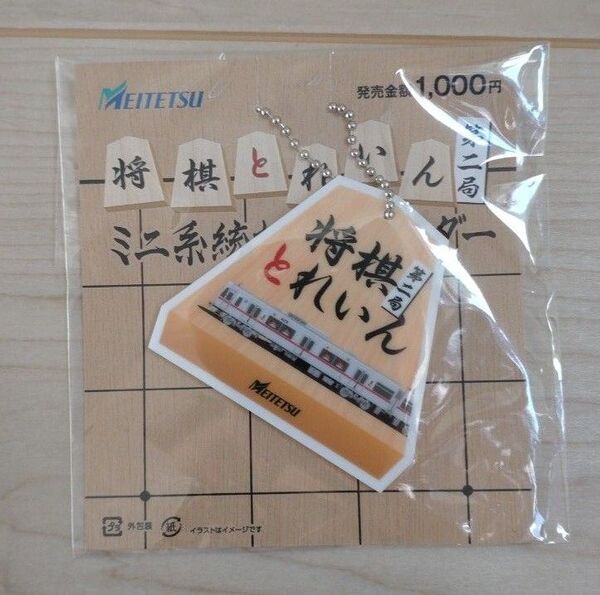 MEITETSU
発売金額1,000円
将棋とれいん
第二局
ミニ系統
ダー
将棋
とれいん
第二局
MEITETSU
プラ 外包装 紙 イラストはイメージです